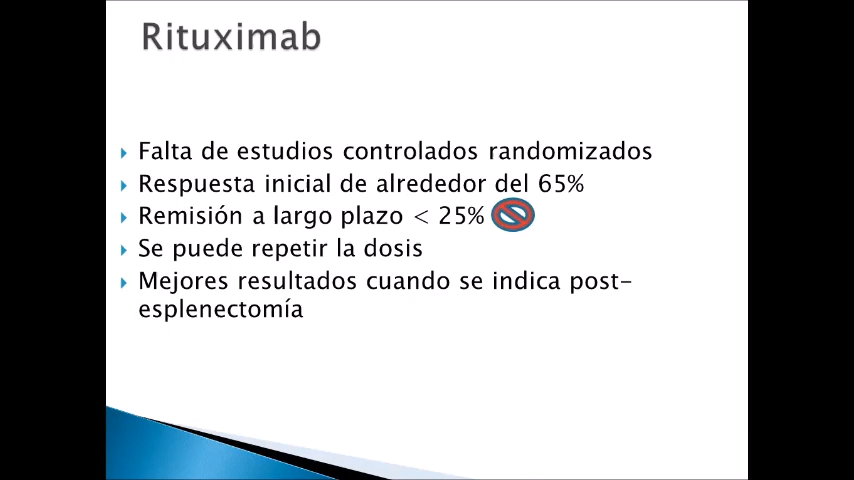 Rituximab
Falta de estudios controlados randomizados
Respuesta inicial de alrededor del 65%
Remisión a largo plazo < 25%
Se puede repetir la dosis
Mejores resultados cuando se indica post-
esplenectomía